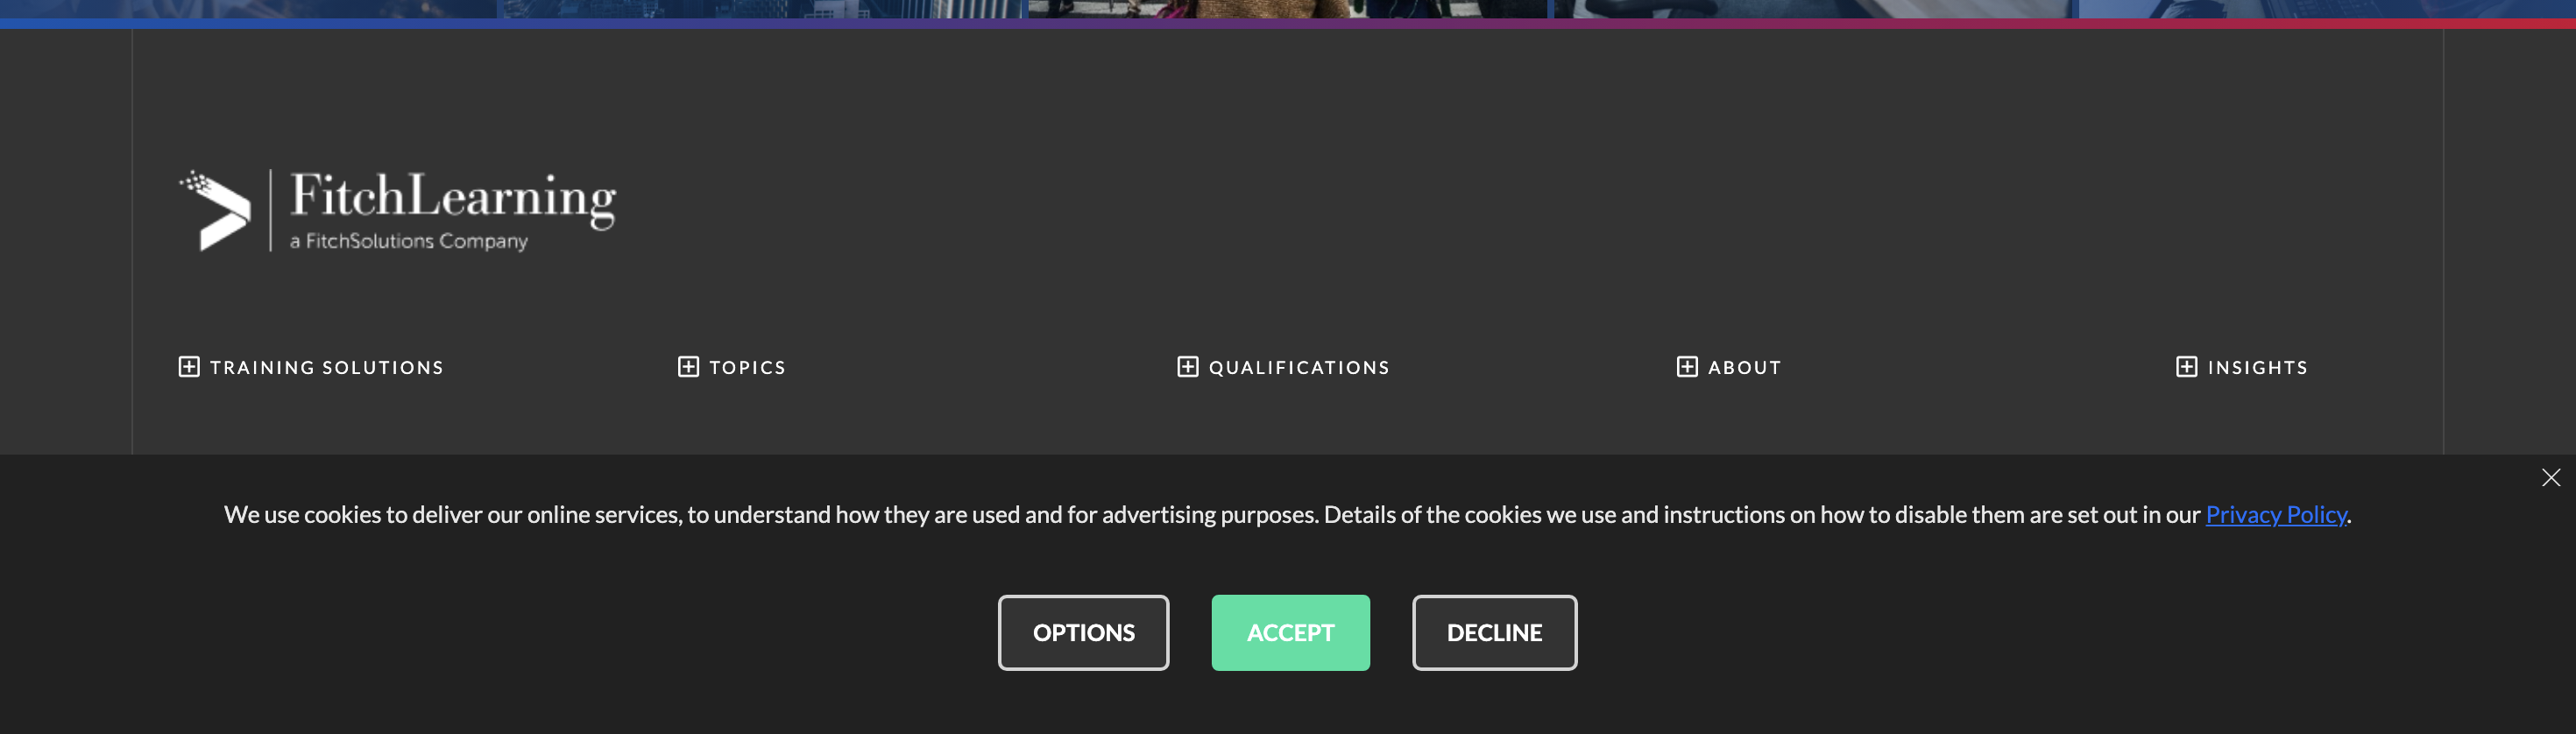 FitchLearning
a FitchSolutions Company
TRAINING SOLUTIONS
TOPICS
QUALIFICATIONS
ABOUT
INSIGHTS
We use cookies to deliver our online services, to understand how they are used and for advertising purposes. Details of the cookies we use and instructions on how to disable them are set out in our Privacy Policy.
OPTIONS
ACCEPT
DECLINE